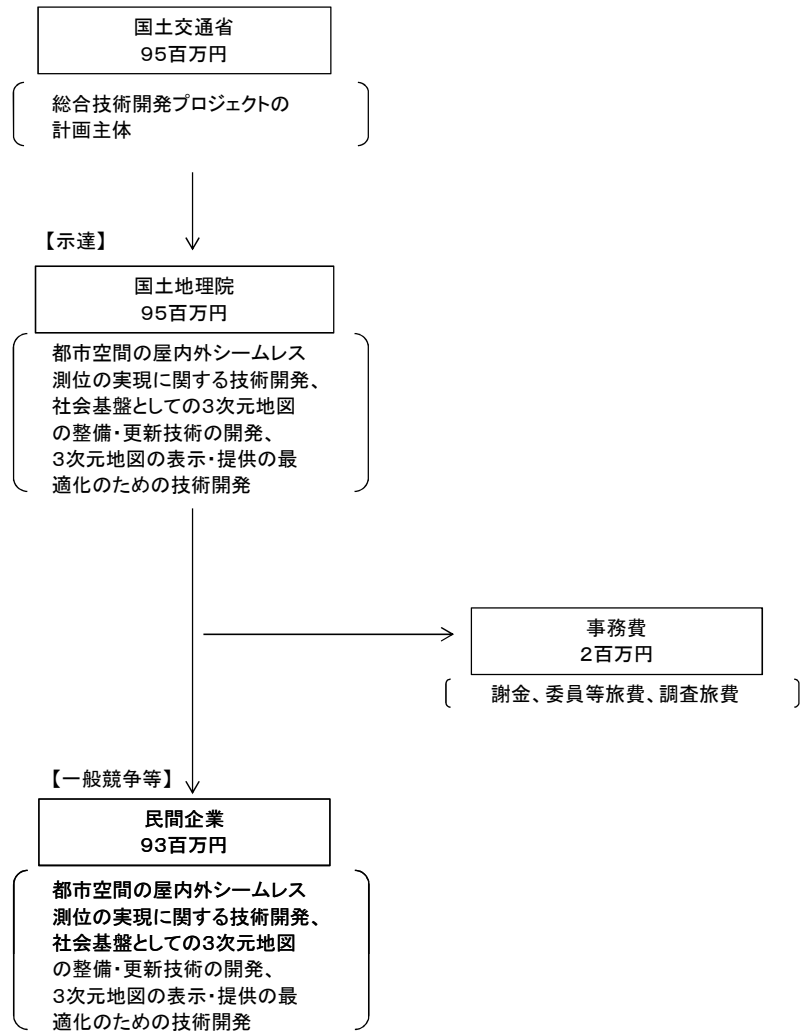 国土交通省
95百万円
総合技術開発プロジェクトの
計画主体
【示達】
国土地理院
95百万円
都市空間の屋内外シームレス
測位の実現に関する技術開発、
社会基盤としての3次元地図
の整備・更新技術の開発、
3次元地図の表示・提供の最
適化のための技術開発
事務費
2百万円
謝金、委員等旅費、調査旅費
【一般競争等】
民間企業
93百万円
都市空間の屋内外シームレス
測位の実現に関する技術開発、
社会基盤としての3次元地図
の整備・更新技術の開発、
3次元地図の表示・提供の最
適化のための技術開発